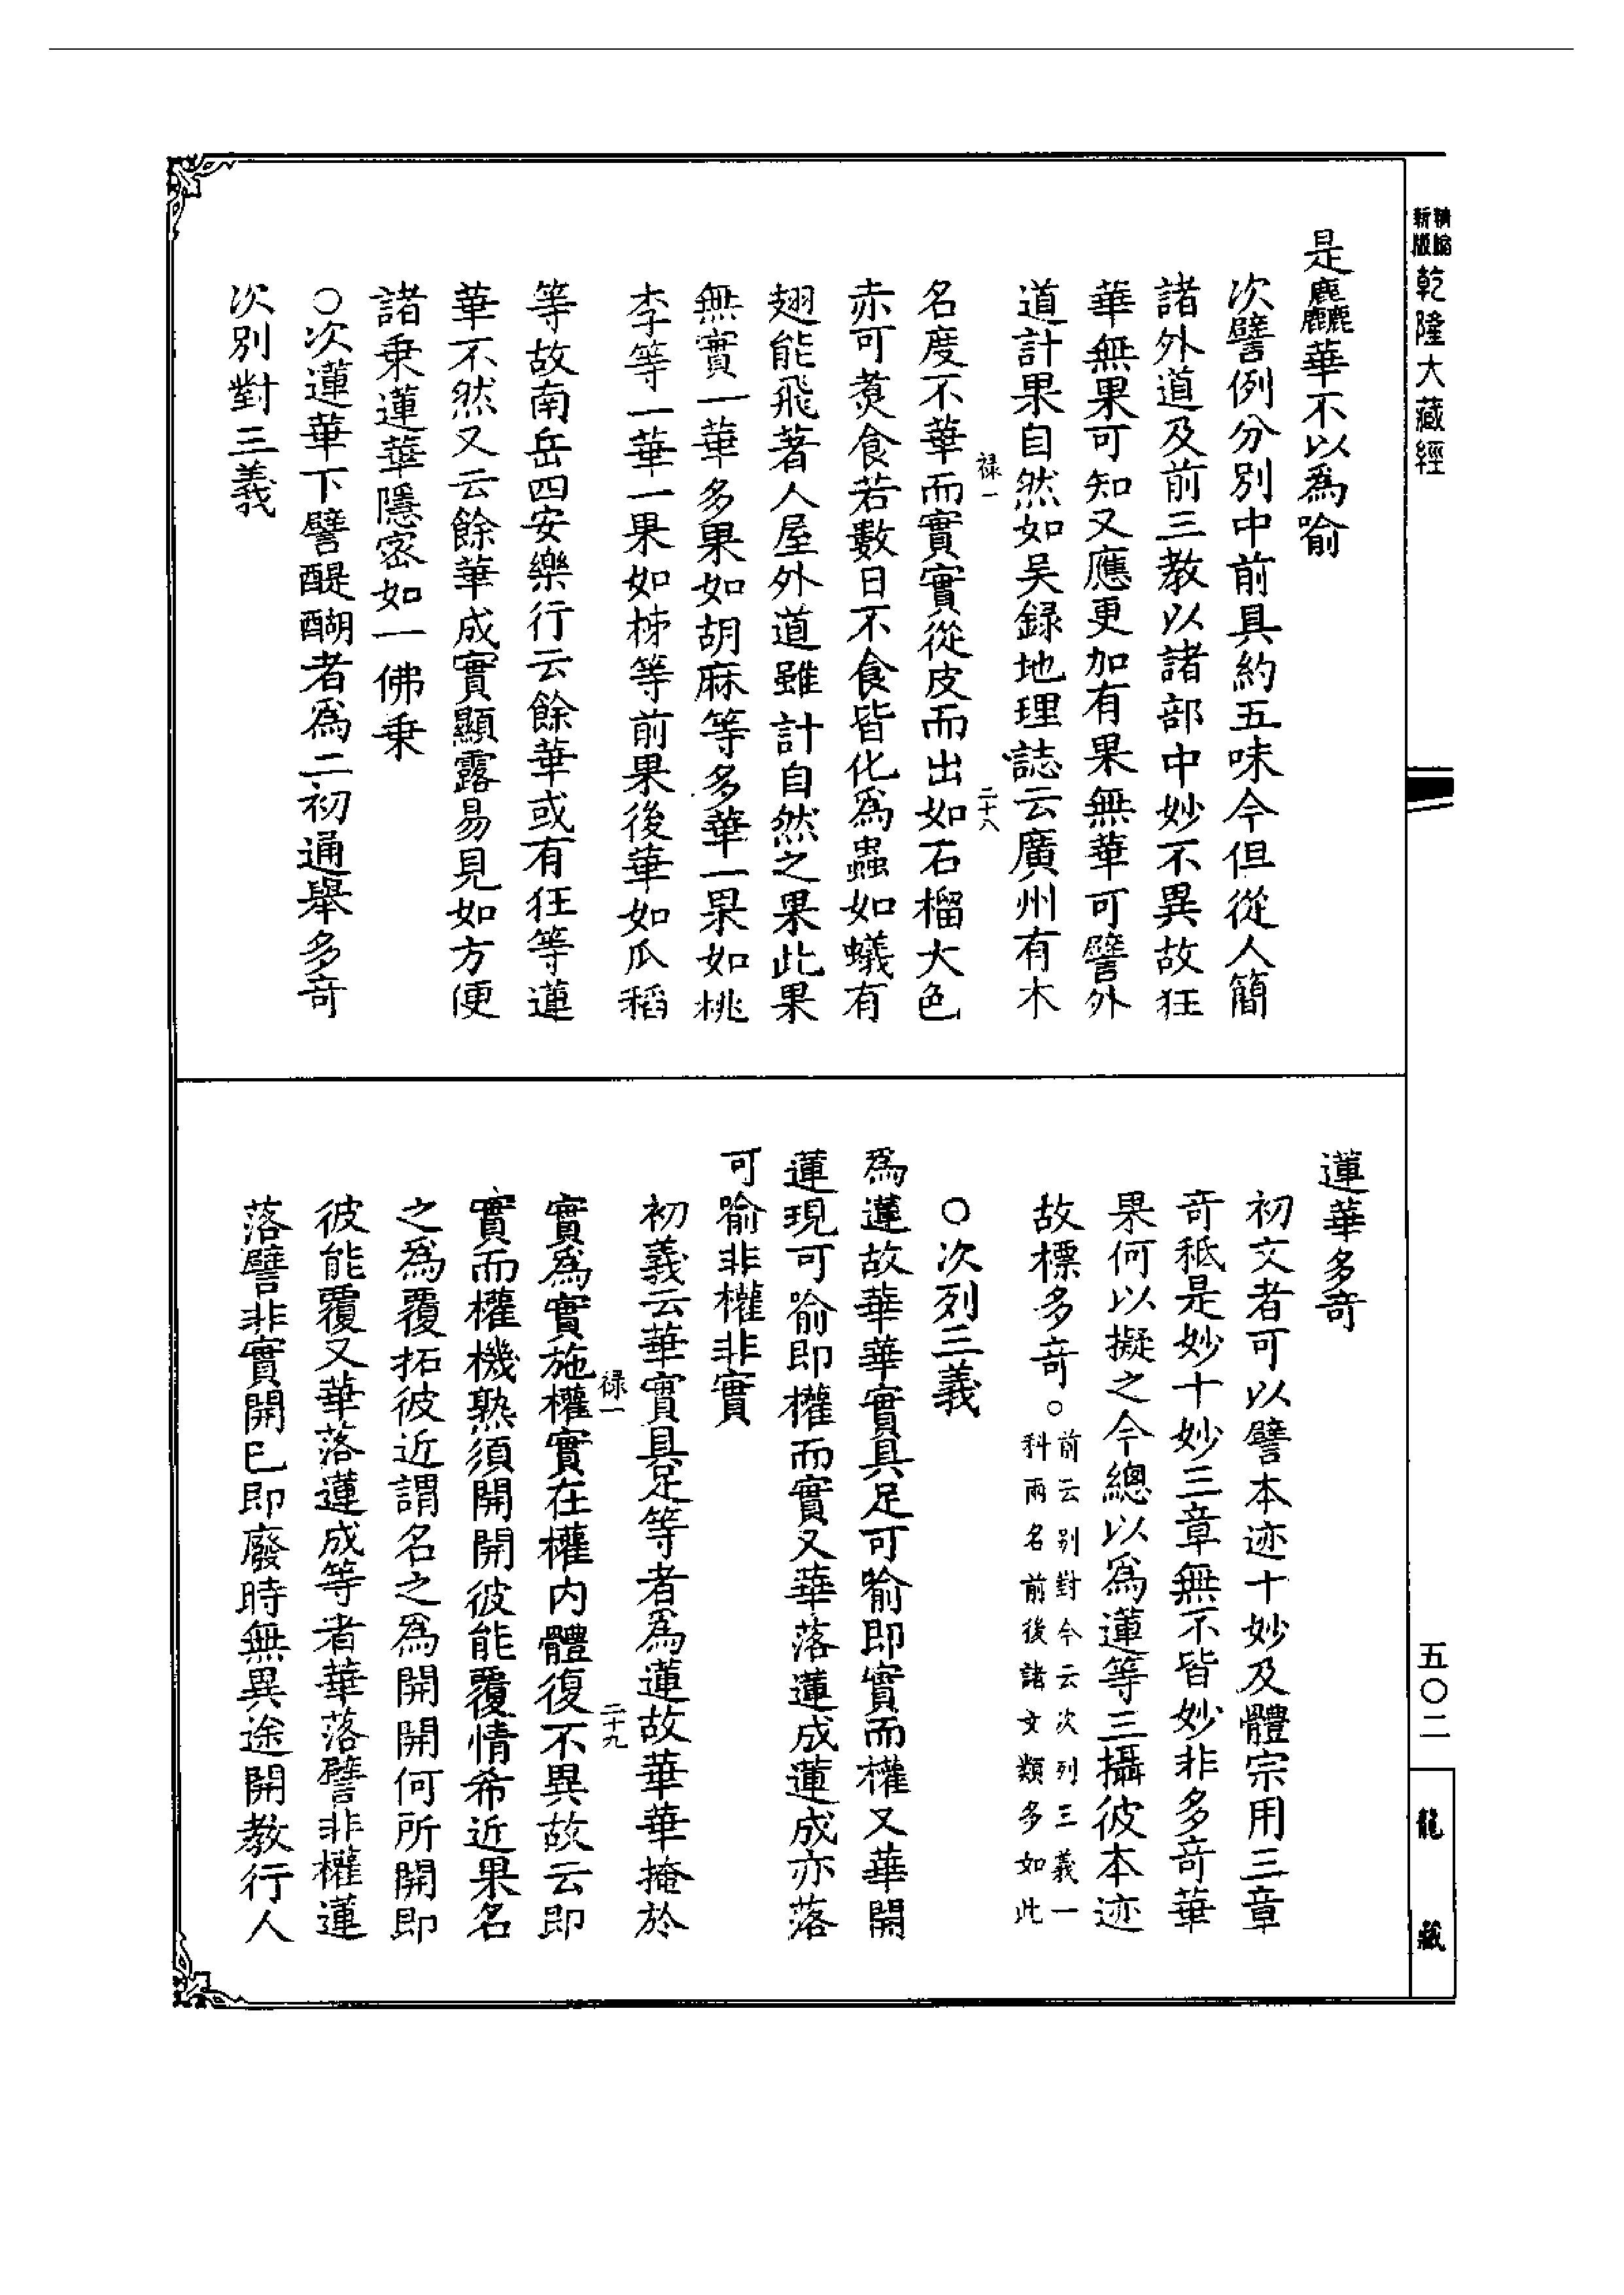 精縮
新版
乾隆大藏經
是麤華不以爲喻
次譬例分別中前具約五味今但從人簡
諸外道及前三教以諸部中妙不異故狂
華無果可知又應更加有果無華可譬外
道計果自然如吴録地理誌云廣州有木
禄一
二十八
名度不華而實實從皮而出如石榴大色
赤可煮食若數日不食皆化爲蟲如蟻有
翅能飛著人屋外道雖計自然之果此果
無實一華多果如胡麻等多華一果如桃
李等一華一果如柹等前果後華如瓜稻
等故南岳四安樂行云餘華或有狂等蓮
華不然又云餘華成實顯露易見如方便
諸乘蓮華隱密如一佛乘
○次蓮華下譬醍醐者爲二初通舉多奇
次別對三義
蓮華多奇
初文者可以譬本迹十妙及體宗用三章
奇秪是妙十妙三章無不皆妙非多奇華
果何以擬之今總以爲蓮等三攝彼本迹
故標多奇。
前云別對今云次列三義一
科兩名前後諸文類多如此
○次列三義
爲蓮故華華實具足可喻即實而權又華開
蓮現可喻即權而實又華落蓮成蓮成亦落
可喻非權非實
初義云華實具足等者爲蓮故華華掩於
禄一
二十九
實爲實施權實在權內體復不異故云即
實而權機熟須開開彼能覆情希近果名
之爲覆拓彼近謂名之爲開開何所開即
彼能覆又華落蓮成等者華落譬非權蓮
落譬非實開已即廢時無異途開教行人
五〇二
龍藏